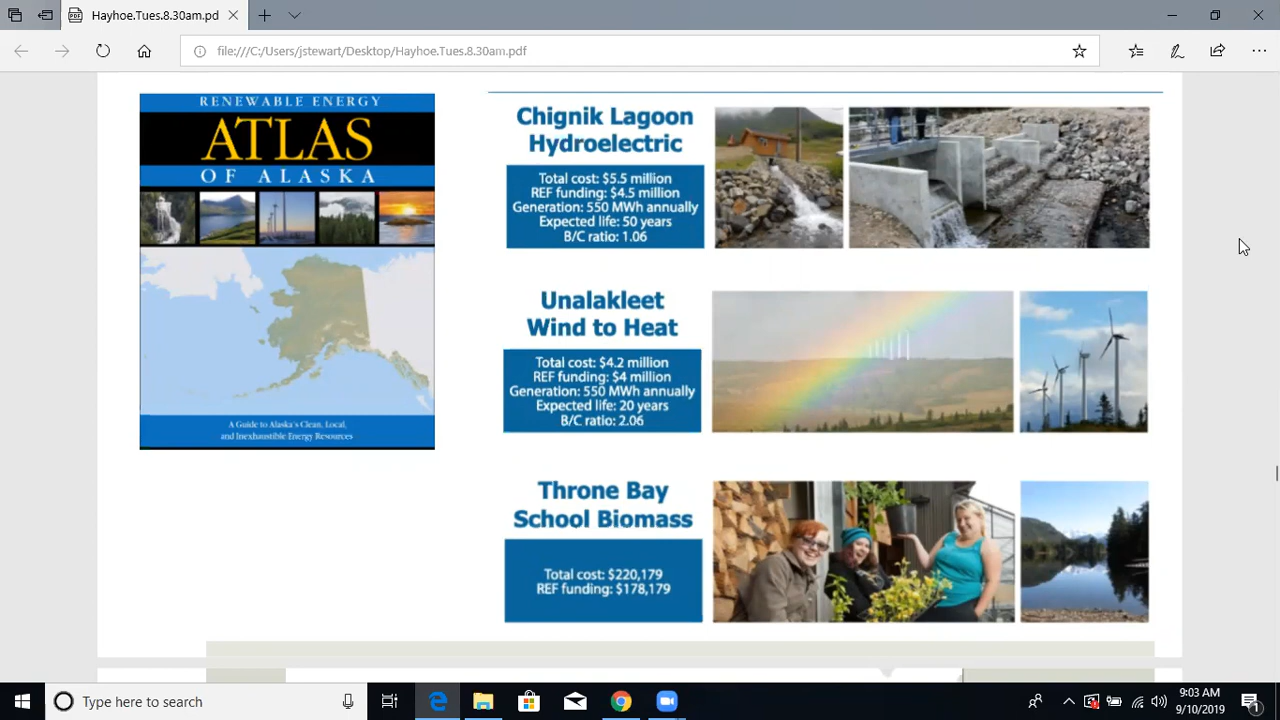 Hayhoe.Tues.8.30am.pdf
file:///C:/Users/jstewart/Desktop/Hayhoe.Tues.8.30am.pdf
RENEWABLE ENERGY
ATLAS
OF ALASKA
A Guide to Alaska's Clean, Local,
and Inexhaustible Energy Resources
Chignik Lagoon
Hydroelectric
Total cost: $5.5 million
REF funding: $4.5 million
Generation: 550 MWh annually
Expected life: 50 years
B/C ratio: 1.06
Unalakleet
Wind to Heat
Total cost: $4.2 million
REF funding: $4 million
Generation: 550 MWh annually
Expected life: 20 years
B/C ratio: 2.06
Throne Bay
School Biomass
Total cost: $220,179
REF funding: $178,179
Type here to search
9:03 AM
9/10/2019
1